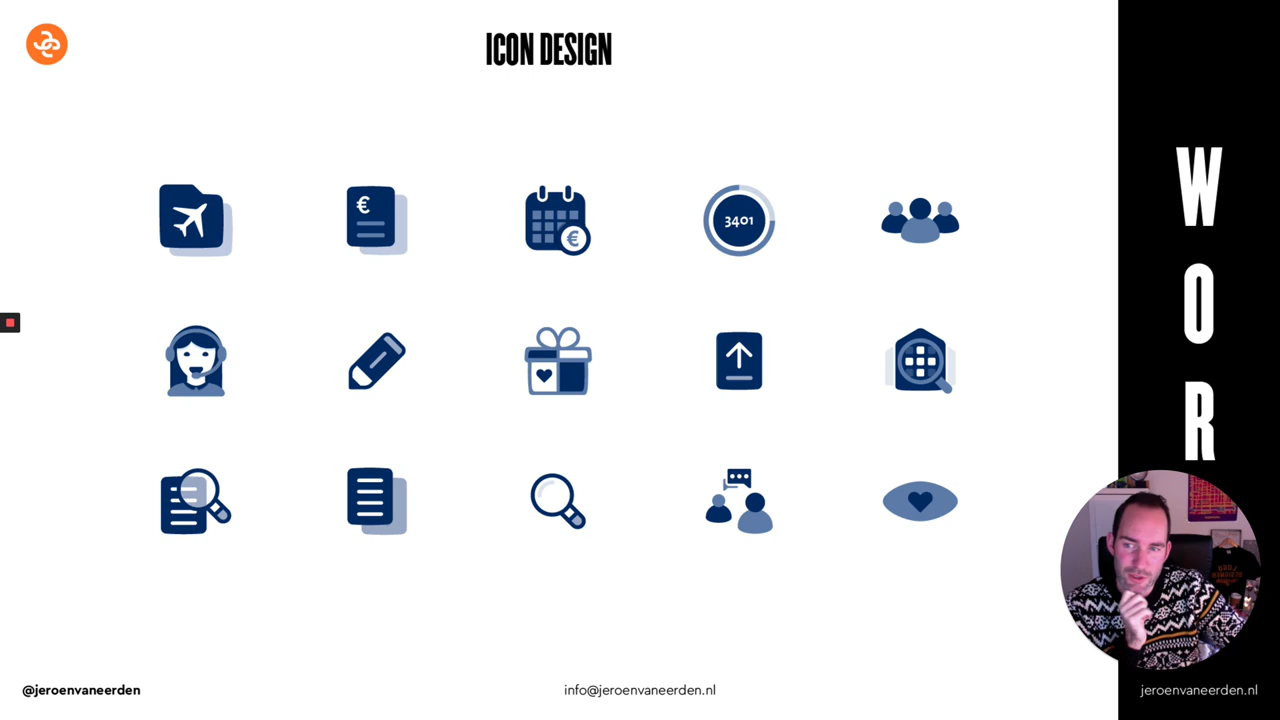 ICON DESIGN
€
€
3401
W
O
R
@jeroenvaneerden
info@jeroenvaneerden.nl
jeroenvaneerden.nl